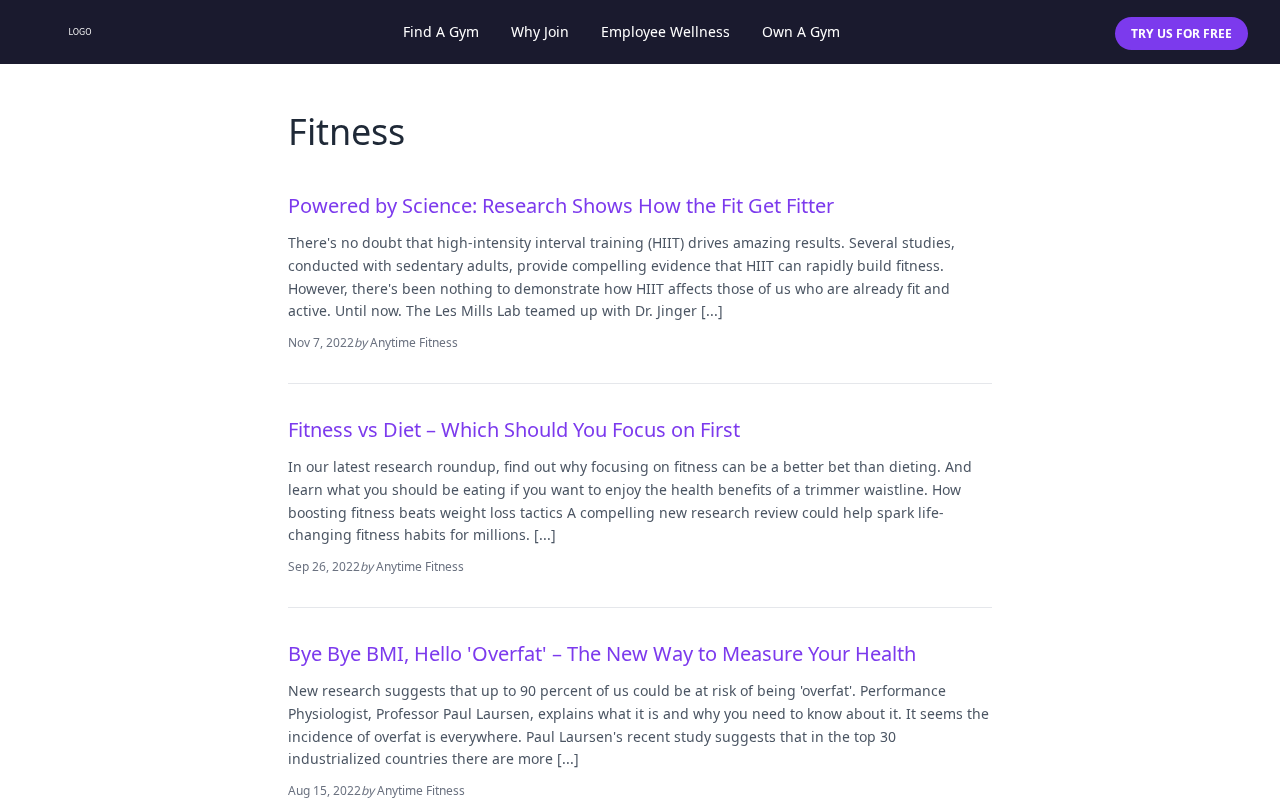 LOGO
Find A Gym
Why Join
Employee Wellness
Own A Gym
TRY US FOR FREE
Fitness
Powered by Science: Research Shows How the Fit Get Fitter
There's no doubt that high-intensity interval training (HIIT) drives amazing results. Several studies,
conducted with sedentary adults, provide compelling evidence that HIIT can rapidly build fitness.
However, there's been nothing to demonstrate how HIIT affects those of us who are already fit and
active. Until now. The Les Mills Lab teamed up with Dr. Jinger [...]
Nov 7, 2022by Anytime Fitness
Fitness vs Diet – Which Should You Focus on First
In our latest research roundup, find out why focusing on fitness can be a better bet than dieting. And
learn what you should be eating if you want to enjoy the health benefits of a trimmer waistline. How
boosting fitness beats weight loss tactics A compelling new research review could help spark life-
changing fitness habits for millions. [...]
Sep 26, 2022by Anytime Fitness
Bye Bye BMI, Hello 'Overfat' – The New Way to Measure Your Health
New research suggests that up to 90 percent of us could be at risk of being 'overfat'. Performance
Physiologist, Professor Paul Laursen, explains what it is and why you need to know about it. It seems the
incidence of overfat is everywhere. Paul Laursen's recent study suggests that in the top 30
industrialized countries there are more [...]
Aug 15, 2022by Anytime Fitness